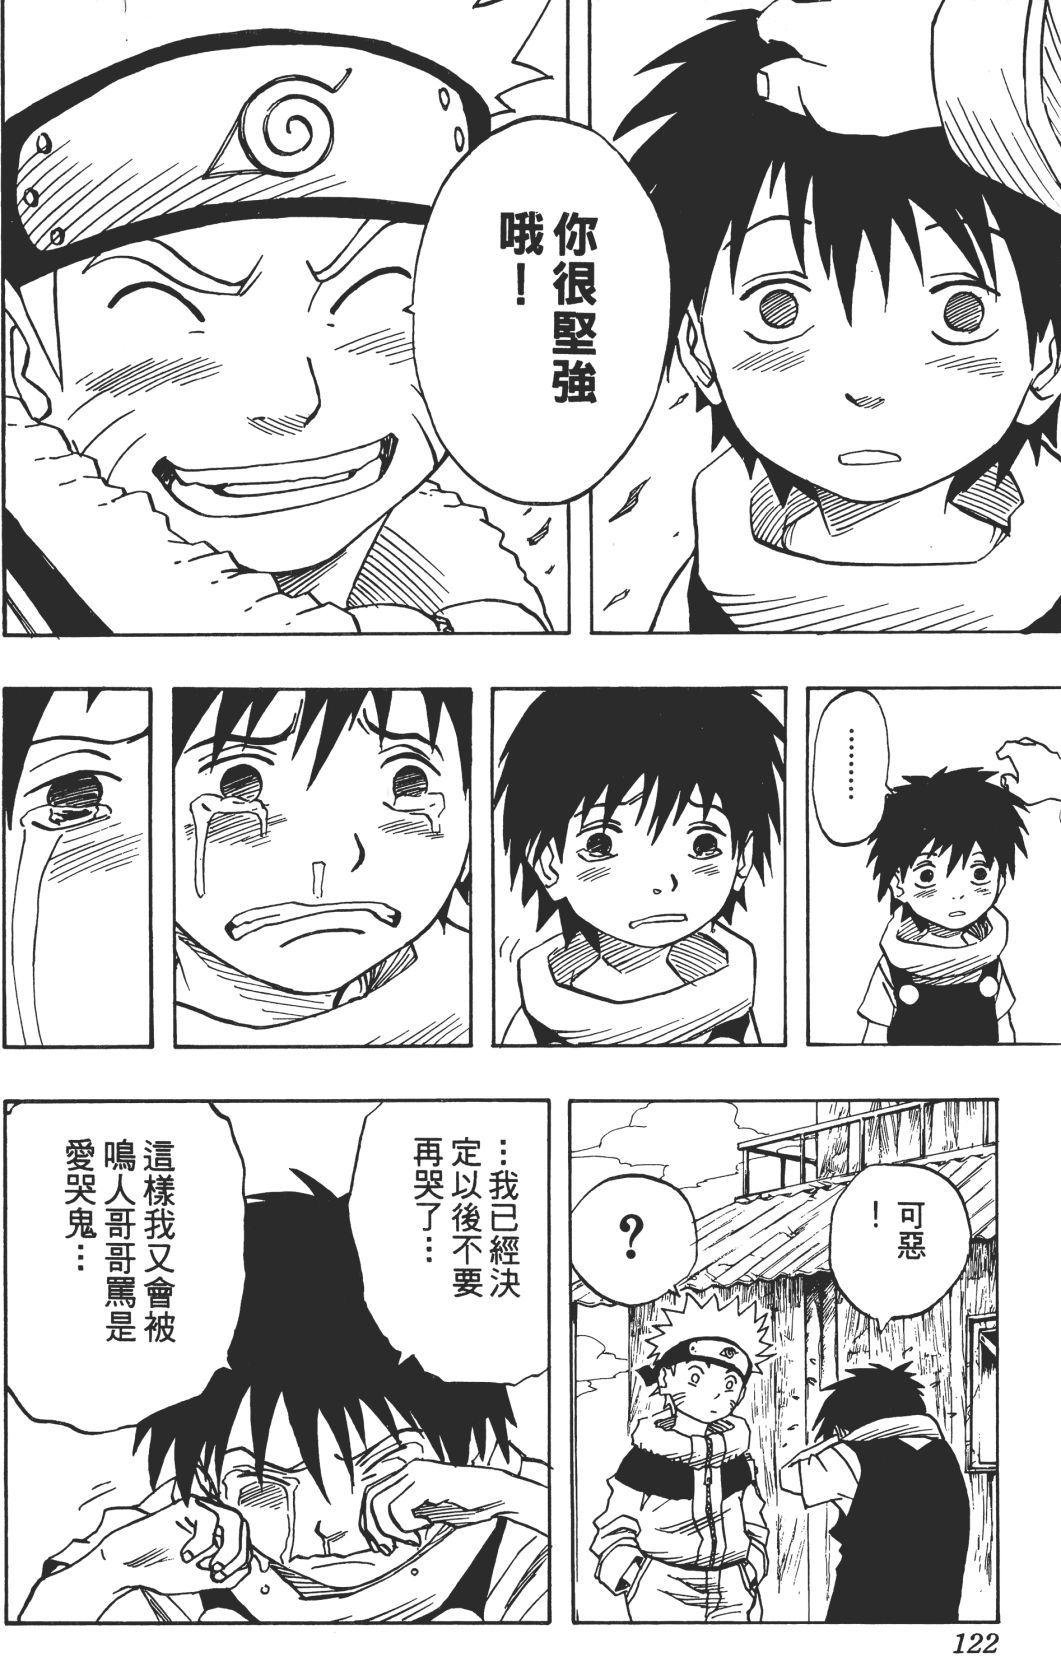 你很堅強
哦！
………
可惡
！
？
…我已經決
定以後不要
再哭了…
這樣我又會被
鳴人哥哥罵是
愛哭鬼…
122